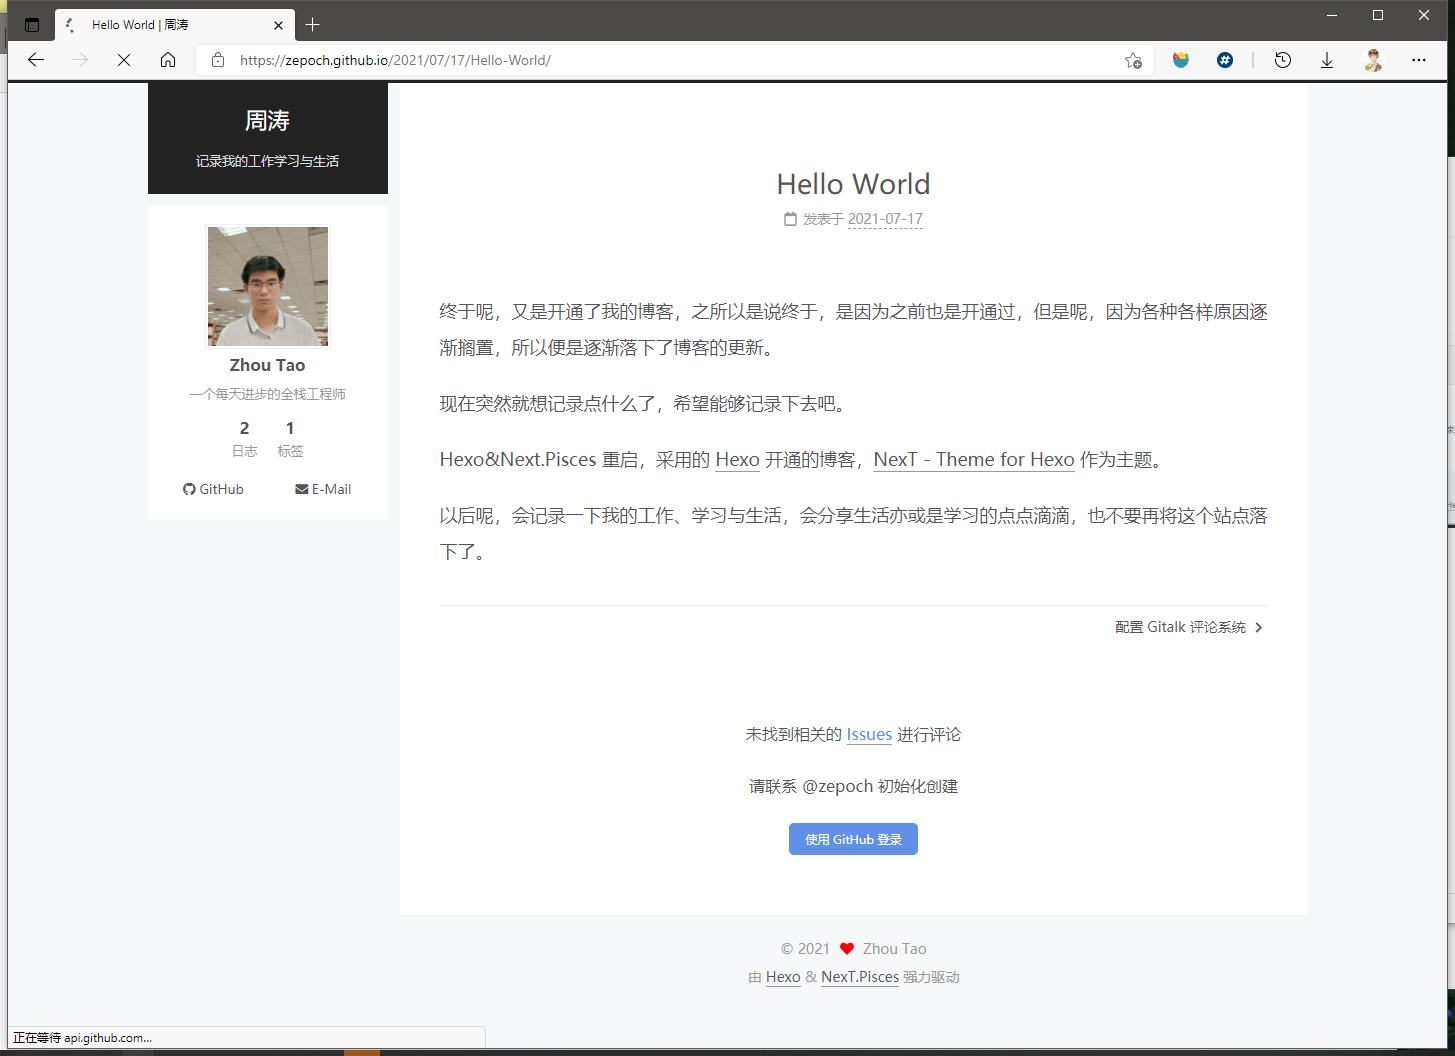 Hello World | 周涛
https://zepoch.github.io/2021/07/17/Hello-World/
周涛
记录我的工作学习与生活
Zhou Tao
一个每天进步的全栈工程师
2 1
日志 标签
GitHub E-Mail
Hello World
发表于 2021-07-17
终于呢，又是开通了我的博客，之所以是说终于，是因为之前也是开通过，但是呢，因为各种各样原因逐
渐搁置，所以便是逐渐落下了博客的更新。
现在突然就想记录点什么了，希望能够记录下去吧。
Hexo&Next.Pisces 重启，采用的 Hexo 开通的博客，NexT - Theme for Hexo 作为主题。
以后呢，会记录一下我的工作、学习与生活，会分享生活亦或是学习的点点滴滴，也不要再将这个站点落
下了。
配置 Gitalk 评论系统
未找到相关的 Issues 进行评论
请联系 @zepoch 初始化创建
使用 GitHub 登录
© 2021 Zhou Tao
由 Hexo & NexT.Pisces 强力驱动
正在等待 api.github.com...
来